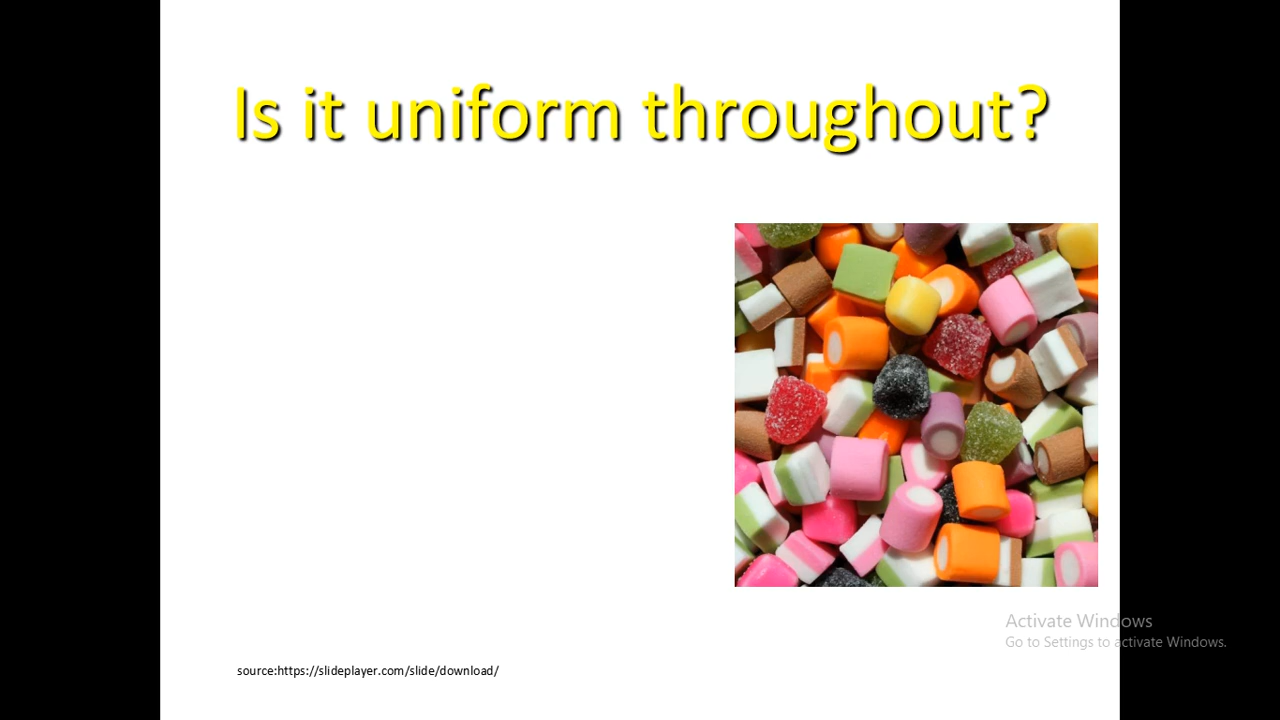 Is it uniform throughout?
Activate Windows
Go to Settings to activate Windows.
source:https://slideplayer.com/slide/download/